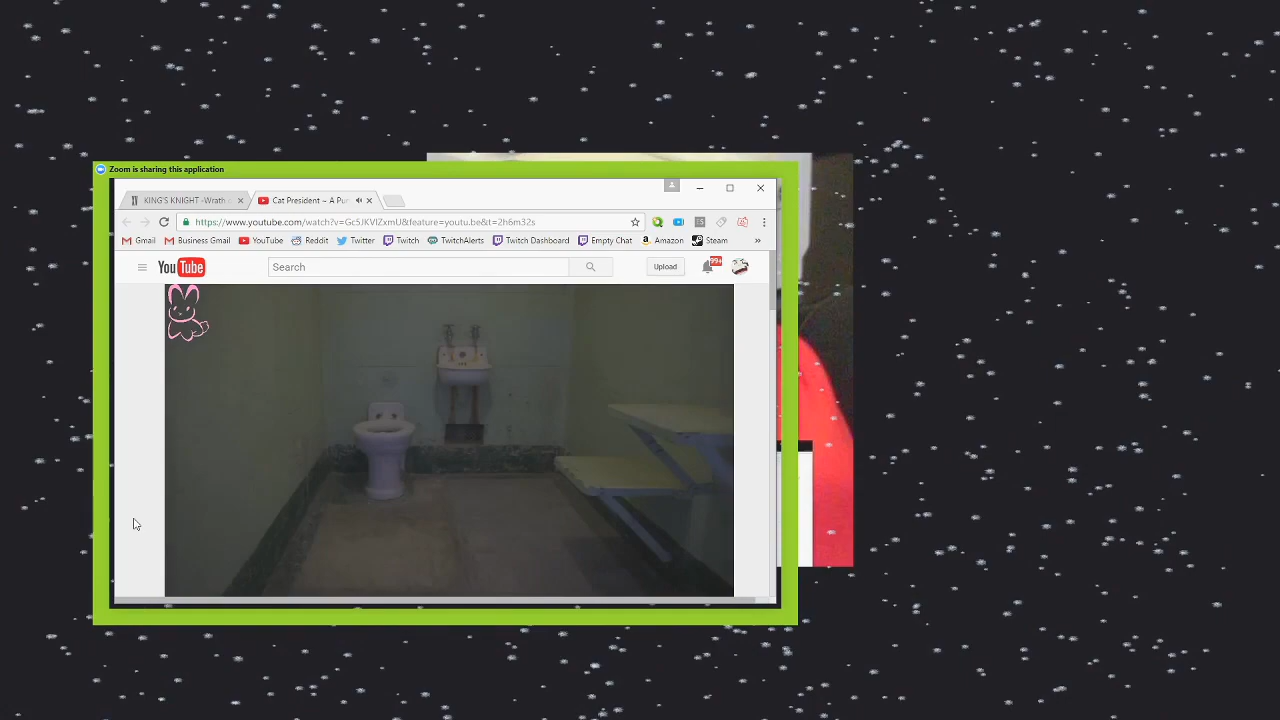 Zoom is sharing this application
KING'S KNIGHT -Wrath o
Cat President ~ A Pur
https://www.youtube.com/watch?v=Gc5JKVIZxmU&feature=youtu.be&t=2h6m32s
Gmail Business Gmail YouTube Reddit Twitter Twitch TwitchAlerts Twitch Dashboard Empty Chat Amazon Steam »
YouTube Search Upload 99+